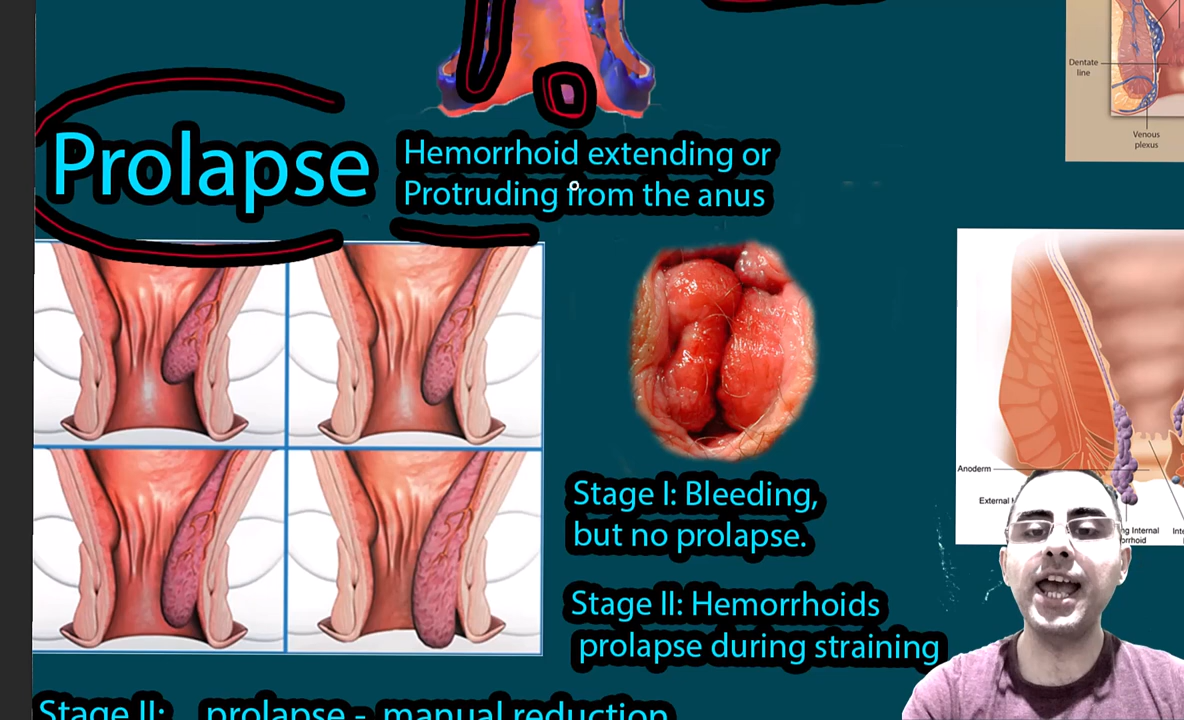 Dentate
line
Venous
plexus
Prolapse
Hemorrhoid extending or
Protruding from the anus
Stage I: Bleeding,
but no prolapse.
Stage II: Hemorrhoids
prolapse during straining
Anoderm
External
Internal
Stage II: prolapse - manual reduction